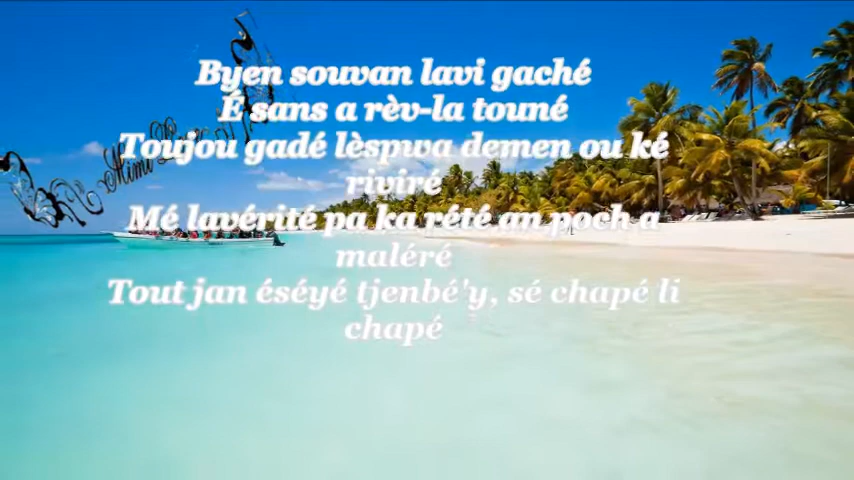 Byen souvan lavi gaché
É sans a rèv-la touné
Toujou gadé lèspwa demen ou ké
riviré
Mé lavérité pa ka rété an poch a
maléré
Tout jan éséyé tjenbé'y, sé chapé li
chapé